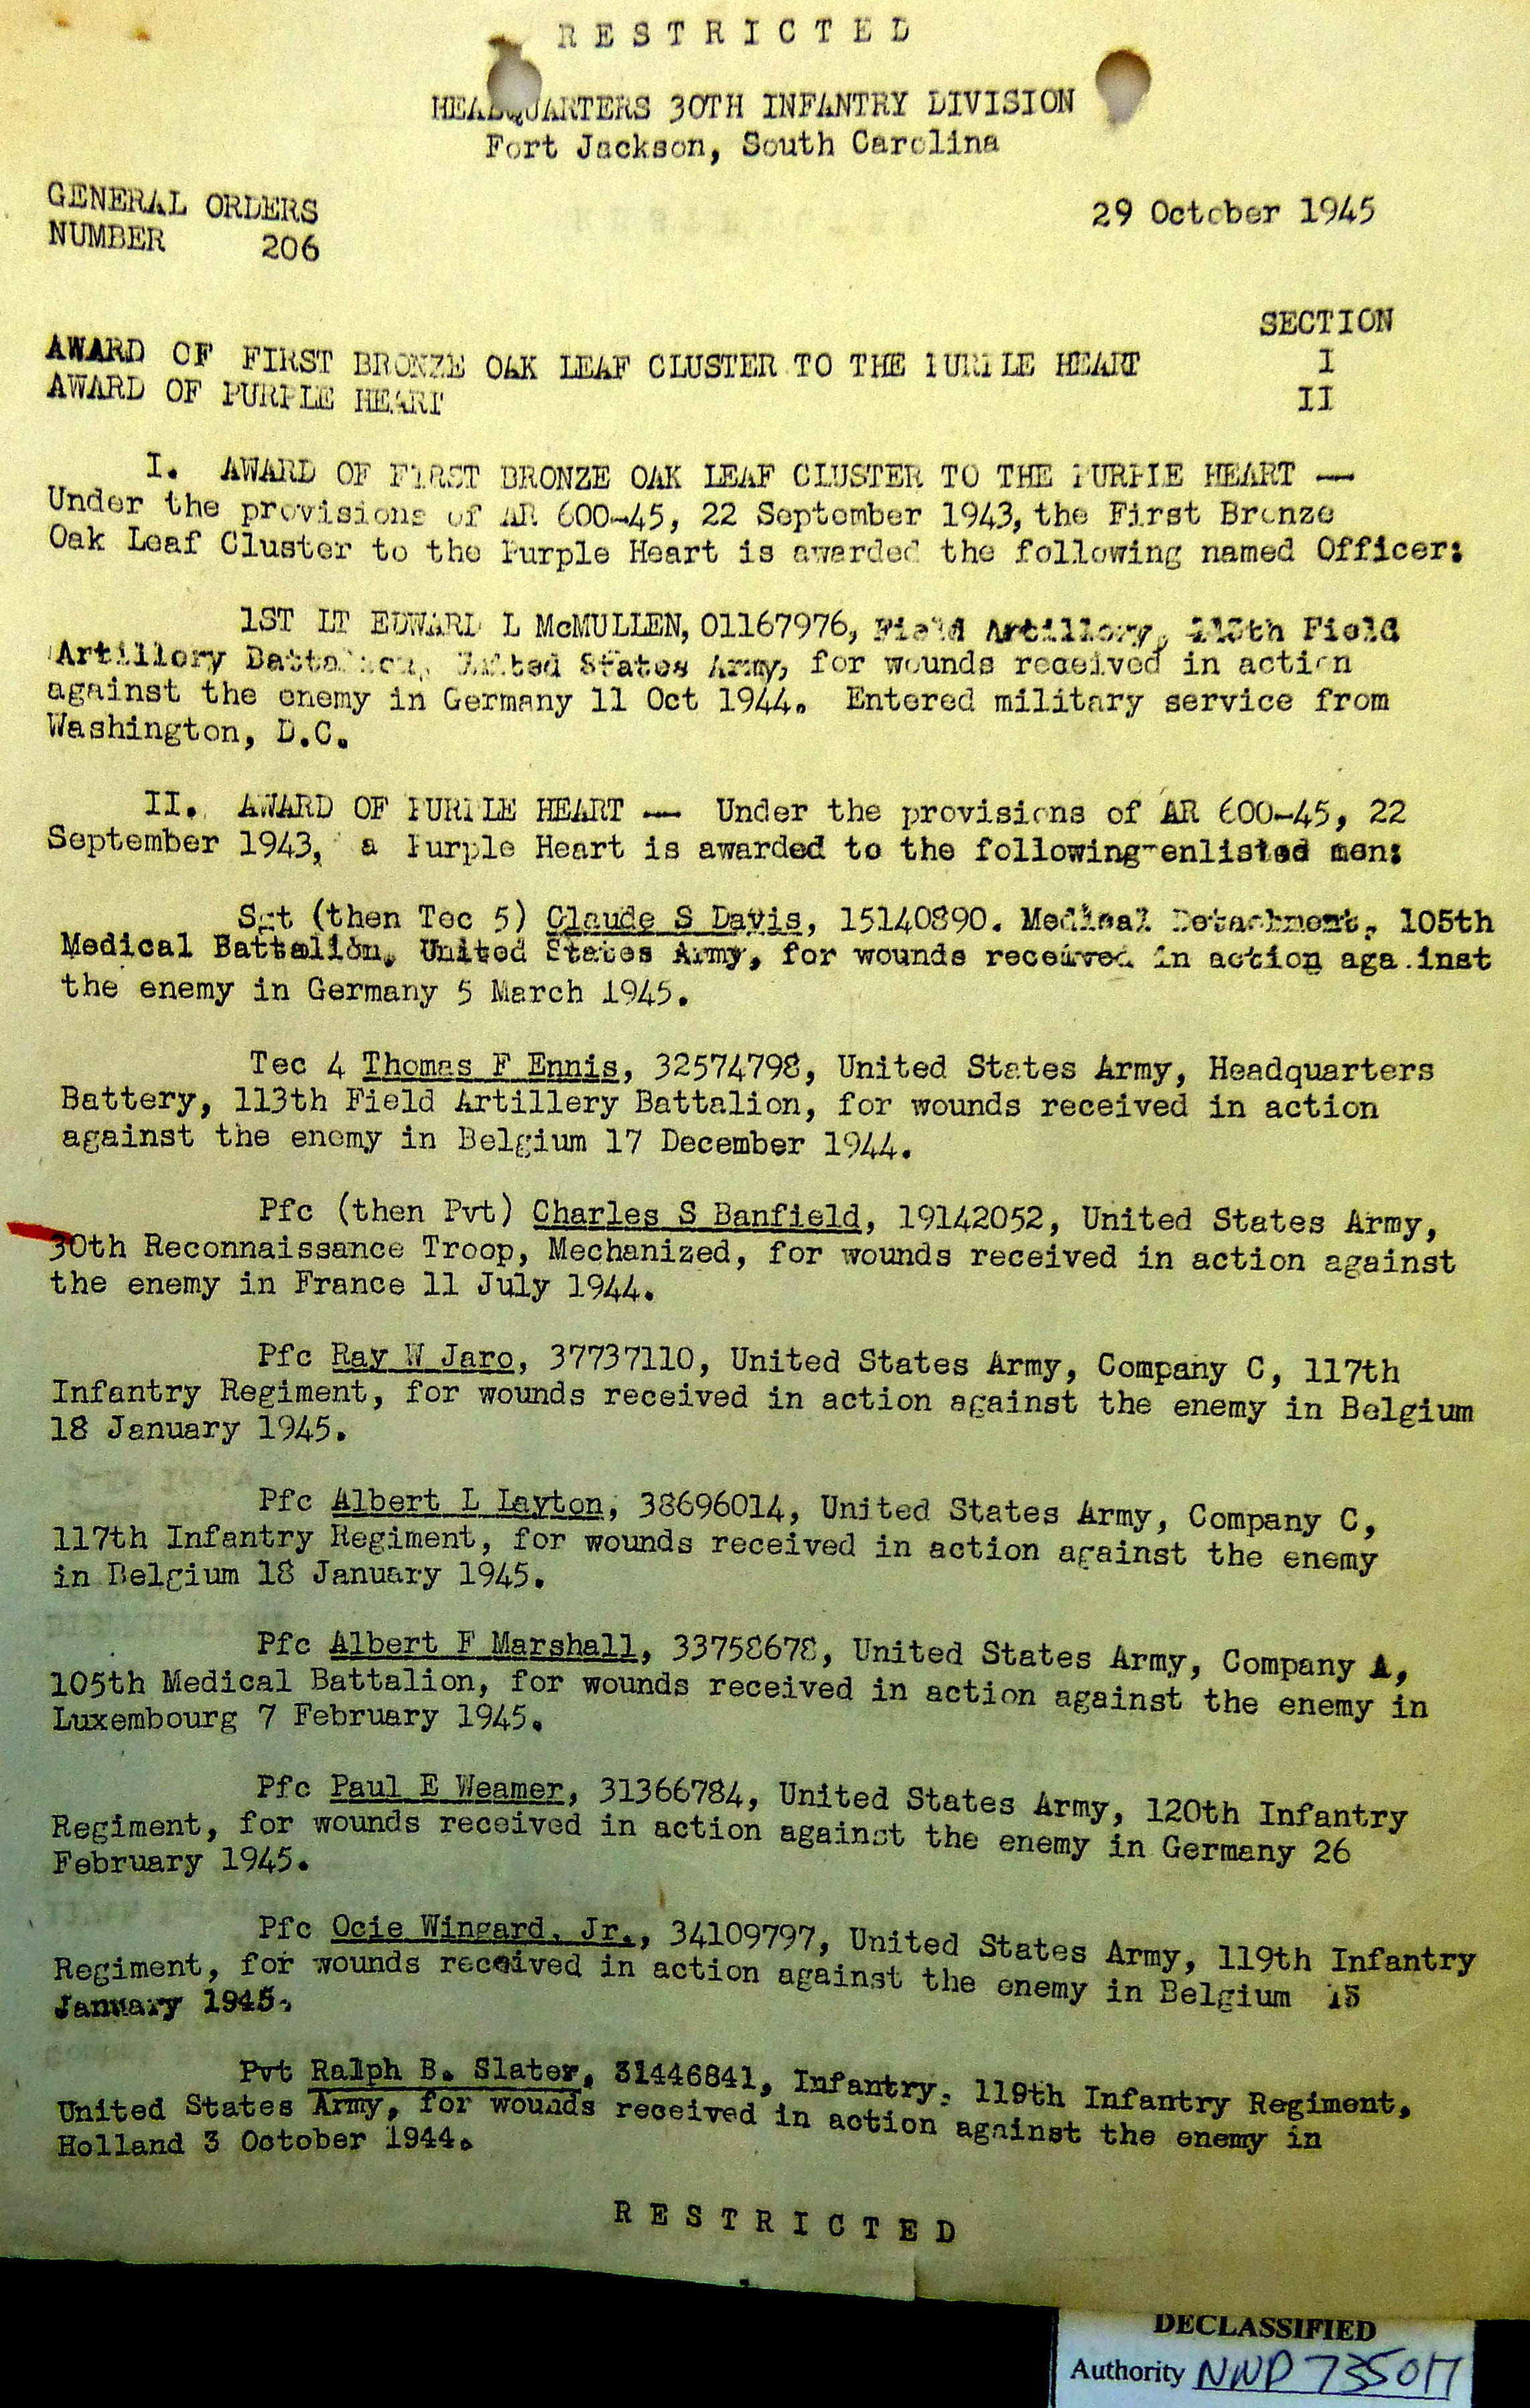 RESTRICTED
HEADQUARTERS 30TH INFANTRY DIVISION
Fort Jackson, South Carolina
GENERAL ORDERS
29 October 1945
NUMBER 206
SECTION
AWARD OF FIRST BRONZE OAK LEAF CLUSTER TO THE PURPLE HEART I
AWARD OF PURPLE HEART II
I. AWARD OF FIRST BRONZE OAK LEAF CLUSTER TO THE PURPLE HEART --
Under the provisions of AR 600-45, 22 September 1943, the First Bronze
Oak Leaf Cluster to the Purple Heart is awarded the following named Officer:
1ST LT EDWARD L McMULLEN, 01167976, Field Artillery, Field
Artillery Battalion, United States Army, for wounds received in action
against the enemy in Germany 11 Oct 1944. Entered military service from
Washington, D.C.
II. AWARD OF PURPLE HEART -- Under the provisions of AR 600-45, 22
September 1943, a Purple Heart is awarded to the following-enlisted men:
Sgt (then Tec 5) Claude S Davis, 15140890. Medical Detachment, 105th
Medical Battalion, United States Army, for wounds received in action aga.inst
the enemy in Germany 5 March 1945.
Tec 4 Thomas F Ennis, 32574798, United States Army, Headquarters
Battery, 113th Field Artillery Battalion, for wounds received in action
against the enemy in Belgium 17 December 1944.
Pfc (then Pvt) Charles S Banfield, 19142052, United States Army,
30th Reconnaissance Troop, Mechanized, for wounds received in action against
the enemy in France 11 July 1944.
Pfc Ray W Jaro, 37737110, United States Army, Company C, 117th
Infantry Regiment, for wounds received in action against the enemy in Belgium
18 January 1945.
Pfc Albert L Layton, 38696014, United States Army, Company C,
117th Infantry Regiment, for wounds received in action against the enemy
in Belgium 18 January 1945.
Pfc Albert F Marshall, 33758678, United States Army, Company A,
105th Medical Battalion, for wounds received in action against the enemy in
Luxembourg 7 February 1945.
Pfc Paul E Weamer, 31366784, United States Army, 120th Infantry
Regiment, for wounds received in action against the enemy in Germany 26
February 1945.
Pfc Ocie Wingard, Jr., 34109797, United States Army, 119th Infantry
Regiment, for wounds received in action against the enemy in Belgium 15
January 1945.
Pvt Ralph B. Slater, 31446841, Infantry, 119th Infantry Regiment,
United States Army, for wounds received in action against the enemy in
Holland 3 October 1944.
RESTRICTED
DECLASSIFIED
Authority NND 735017